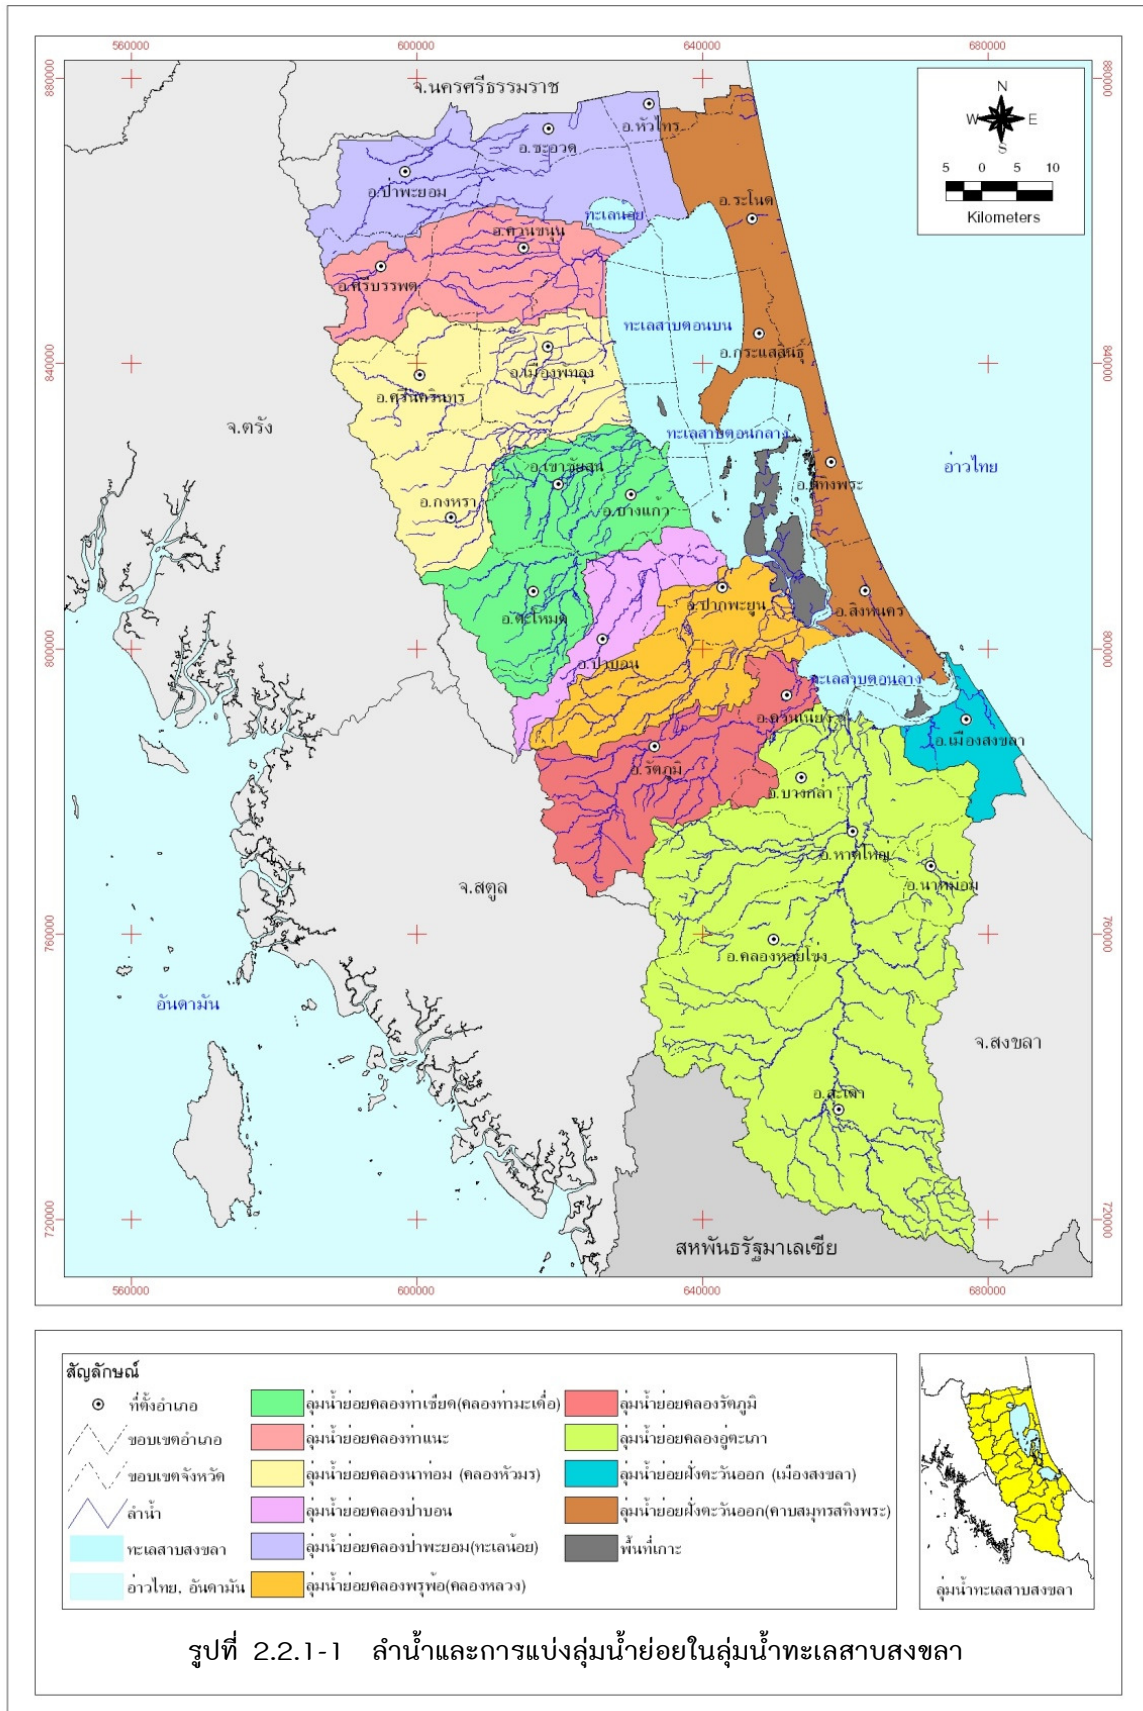 560000 600000 640000 680000
880000 880000
จ.นครศรีธรรมราช
N
W E
S
5 0 5 10
Kilometers
อ.หัวไทร
อ.ชะอวด
อ.ป่าพะยอม
ทะเลน้อย
อ.ระโนด
อ.ควนขนุน
อ.ศรีบรรพต
ทะเลสาบตอนบน
อ.กระแสสินธุ์
840000 840000
อ.เมืองพัทลุง
อ.ศรีนครินทร์
จ.ตรัง
ทะเลสาบตอนกลาง
อ่าวไทย
อ.เขาชัยสน
อ.สทิงพระ
อ.กงหรา
อ.บางแก้ว
อ.ปากพะยูน
อ.สิงหนคร
อ.ตะโหมด
800000 800000
อ.ป่าบอน
ทะเลสาบตอนล่าง
อ.ควนเนียง
อ.เมืองสงขลา
อ.รัตภูมิ
อ.บางกล่ำ
อ.หาดใหญ่
อ.นาหม่อม
จ.สตูล
760000 760000
อ.คลองหอยโข่ง
อันดามัน
จ.สงขลา
อ.สะเดา
720000 720000
สหพันธรัฐมาเลเซีย
560000 600000 640000 680000
สัญลักษณ์
ที่ตั้งอำเภอ
ขอบเขตอำเภอ
ขอบเขตจังหวัด
ลำน้ำ
ทะเลสาบสงขลา
อ่าวไทย, อันดามัน
ลุ่มน้ำย่อยคลองท่าเชียด(คลองท่ามะเดื่อ)
ลุ่มน้ำย่อยคลองท่าแนะ
ลุ่มน้ำย่อยคลองนาท่อม (คลองหัวมร)
ลุ่มน้ำย่อยคลองป่าบอน
ลุ่มน้ำย่อยคลองป่าพะยอม(ทะเลน้อย)
ลุ่มน้ำย่อยคลองพรุพ้อ(คลองหลวง)
ลุ่มน้ำย่อยคลองรัตภูมิ
ลุ่มน้ำย่อยคลองอู่ตะเภา
ลุ่มน้ำย่อยฝั่งตะวันออก (เมืองสงขลา)
ลุ่มน้ำย่อยฝั่งตะวันออก(คาบสมุทรสทิงพระ)
พื้นที่เกาะ
ลุ่มน้ำทะเลสาบสงขลา
รูปที่ 2.2.1-1 ลำน้ำและการแบ่งลุ่มน้ำย่อยในลุ่มน้ำทะเลสาบสงขลา